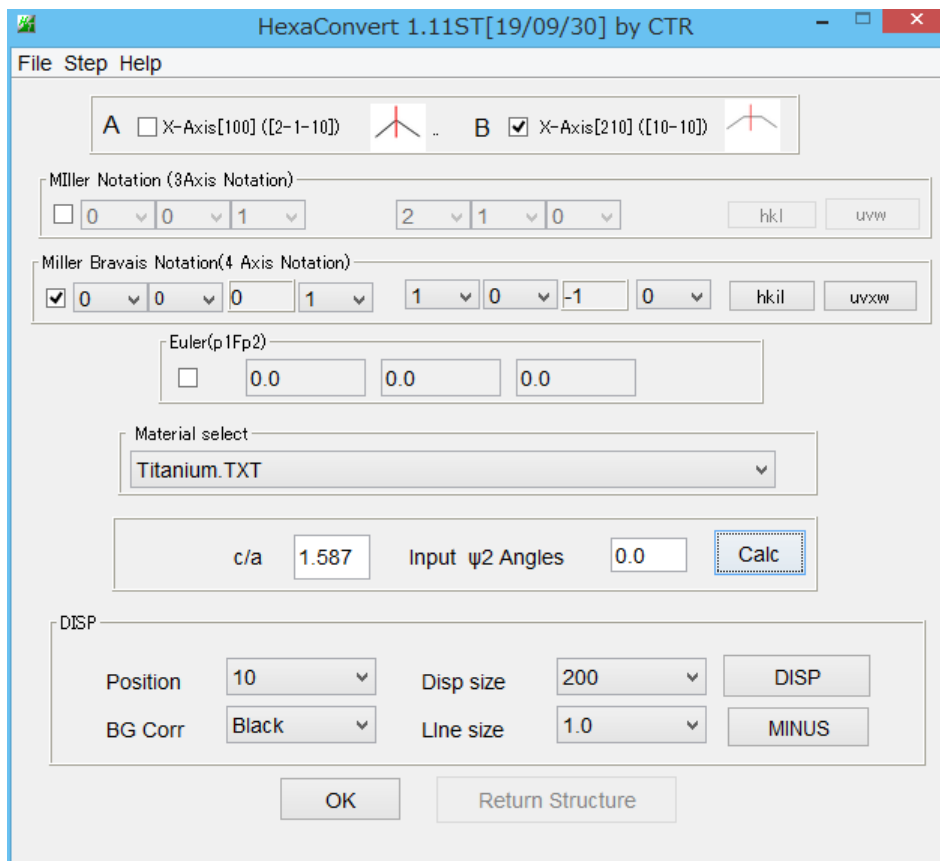 HexaConvert 1.11ST[19/09/30] by CTR
File Step Help
A X-Axis[100] ([2-1-10]) .. B X-Axis[210] ([10-10])
MIller Notation (3Axis Notation)
0 0 1 2 1 0 hkl uvw
Miller Bravais Notation(4 Axis Notation)
0 0 0 1 1 0 -1 0 hkil uvxw
Euler(p1Fp2)
0.0 0.0 0.0
Material select
Titanium.TXT
c/a 1.587 Input ψ2 Angles 0.0 Calc
DISP
Position 10 Disp size 200 DISP
BG Corr Black LIne size 1.0 MINUS
OK Return Structure